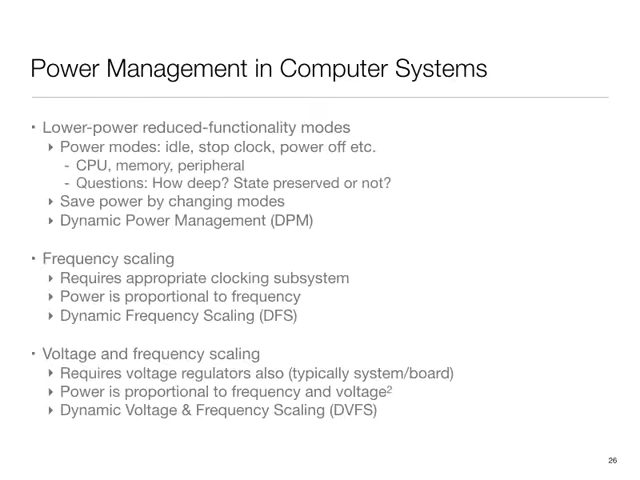 Power Management in Computer Systems
• Lower-power reduced-functionality modes
‣ Power modes: idle, stop clock, power off etc.
- CPU, memory, peripheral
- Questions: How deep? State preserved or not?
‣ Save power by changing modes
‣ Dynamic Power Management (DPM)
• Frequency scaling
‣ Requires appropriate clocking subsystem
‣ Power is proportional to frequency
‣ Dynamic Frequency Scaling (DFS)
• Voltage and frequency scaling
‣ Requires voltage regulators also (typically system/board)
‣ Power is proportional to frequency and voltage²
‣ Dynamic Voltage & Frequency Scaling (DVFS)
26